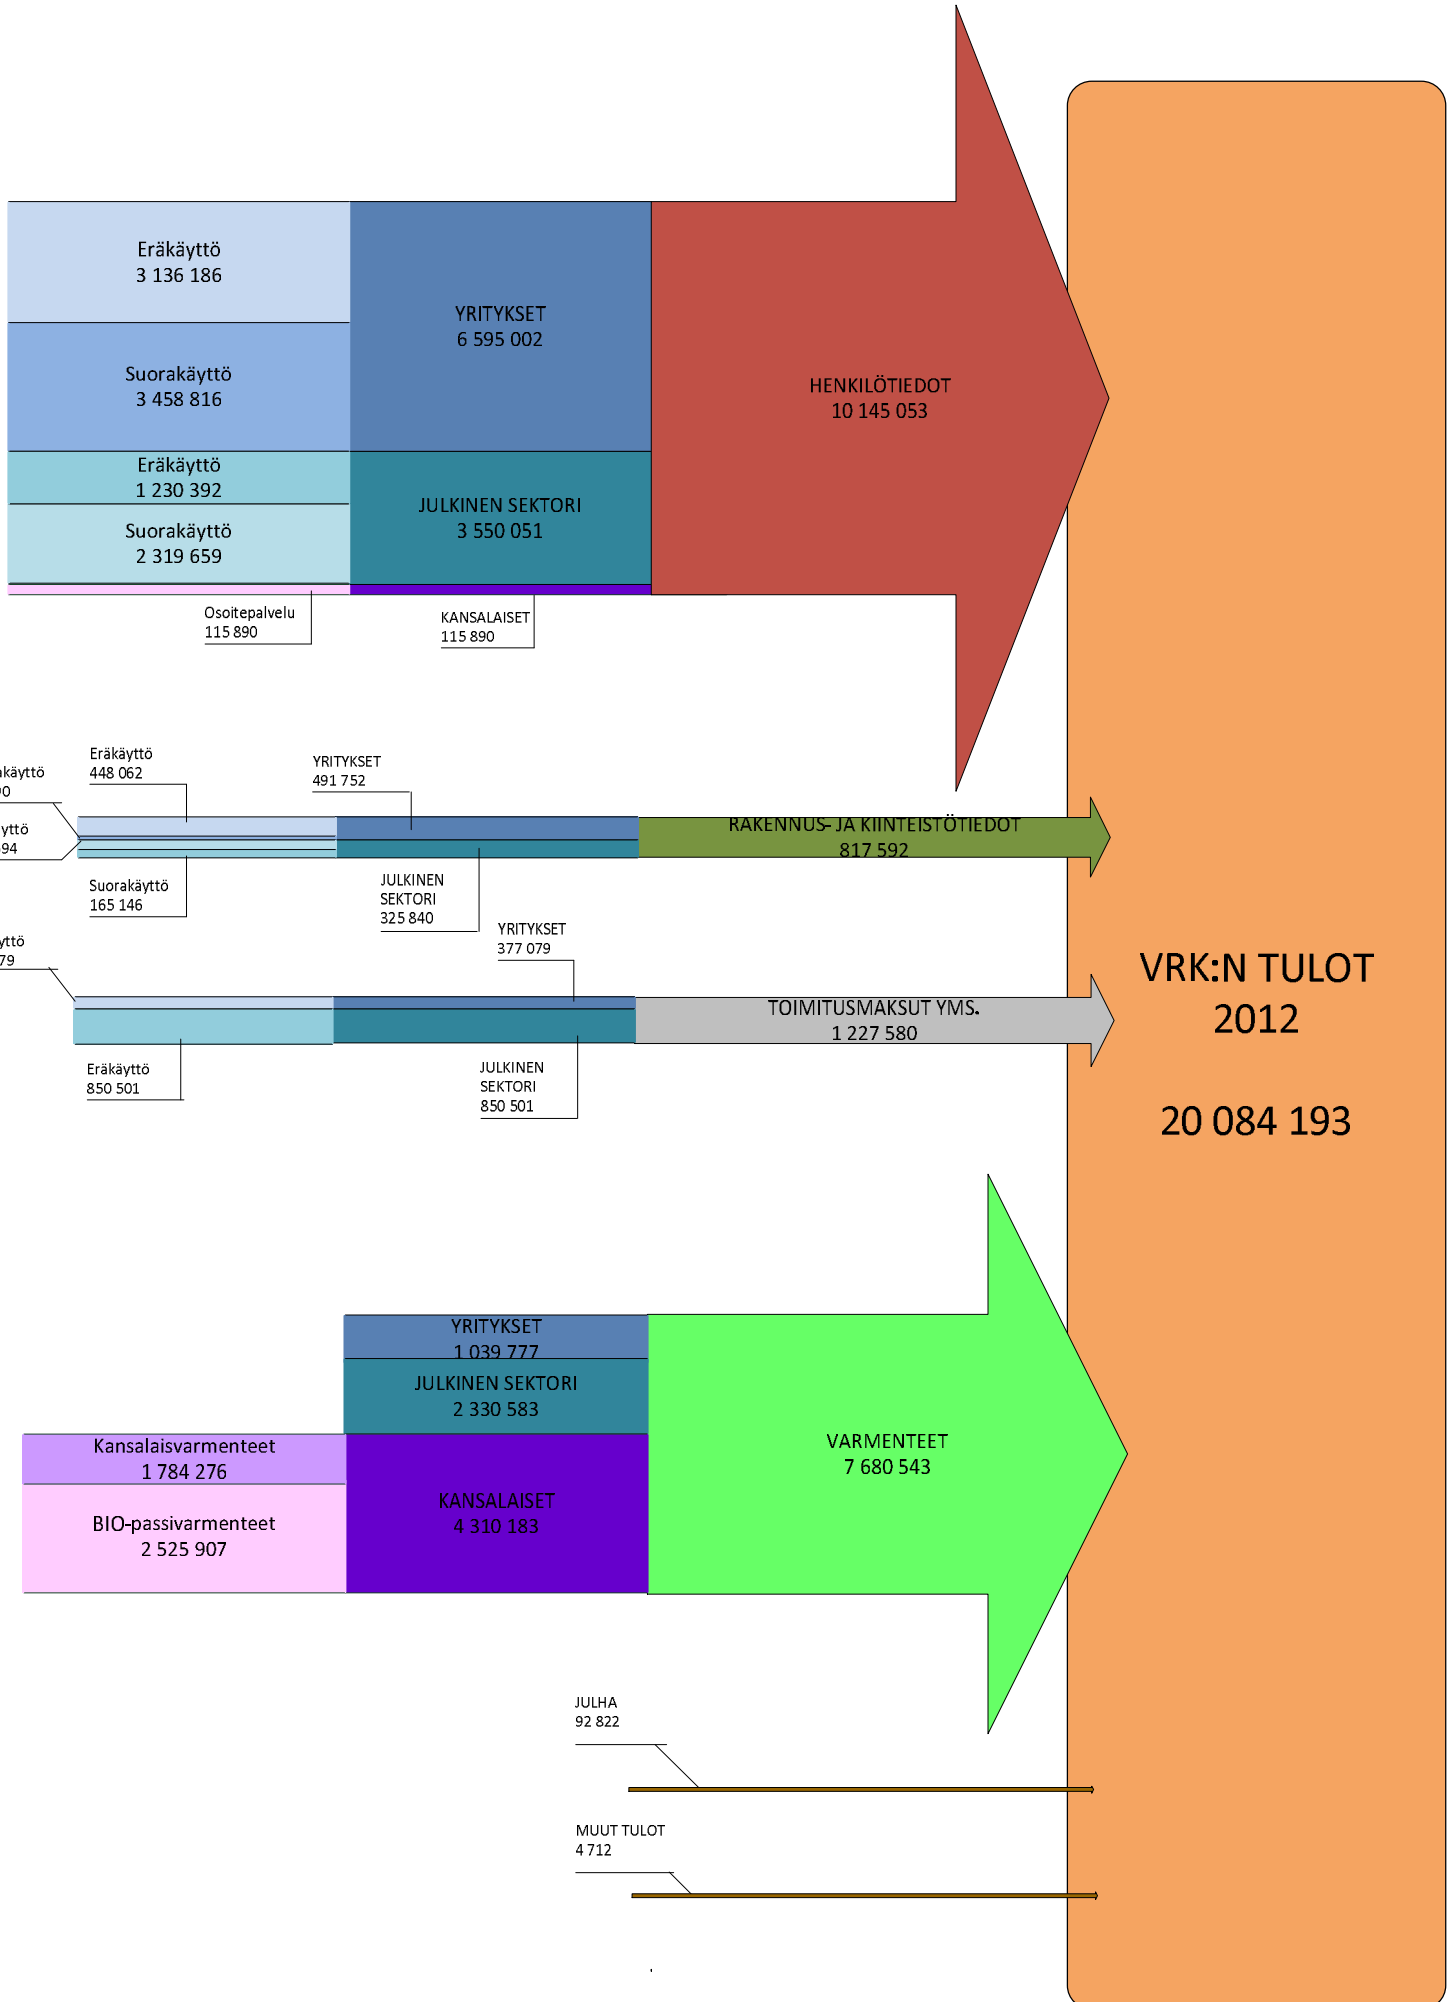 Eräkäyttö
3 136 186
Suorakäyttö
3 458 816
Eräkäyttö
1 230 392
Suorakäyttö
2 319 659
Osoitepalvelu
115 890
YRITYKSET
6 595 002
JULKINEN SEKTORI
3 550 051
KANSALAISET
115 890
HENKILÖTIEDOT
10 145 053
Eräkäyttö
448 062
Suorakäyttö
165 146
YRITYKSET
491 752
JULKINEN
SEKTORI
325 840
RAKENNUS- JA KIINTEISTÖTIEDOT
817 592
Eräkäyttö
850 501
YRITYKSET
377 079
JULKINEN
SEKTORI
850 501
TOIMITUSMAKSUT YMS.
1 227 580
VRK:N TULOT
2012
20 084 193
YRITYKSET
1 039 777
JULKINEN SEKTORI
2 330 583
Kansalaisvarmenteet
1 784 276
BIO-passivarmenteet
2 525 907
KANSALAISET
4 310 183
VARMENTEET
7 680 543
JULHA
92 822
MUUT TULOT
4 712